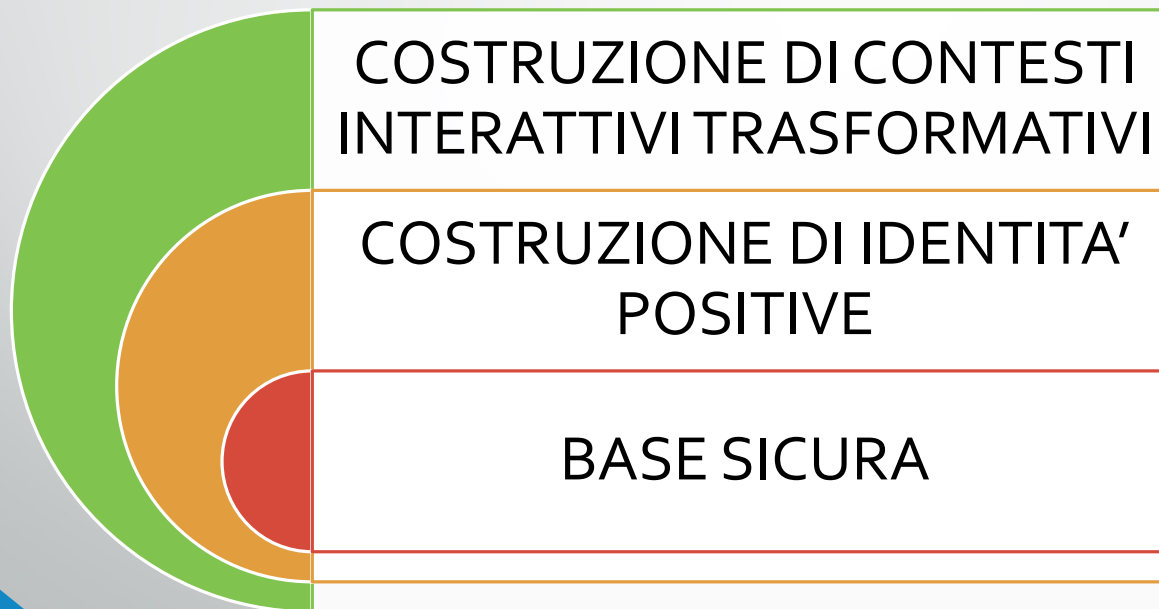 COSTRUZIONE DI CONTESTI
INTERATTIVI TRASFORMATIVI
COSTRUZIONE DI IDENTITA’
POSITIVE
BASE SICURA